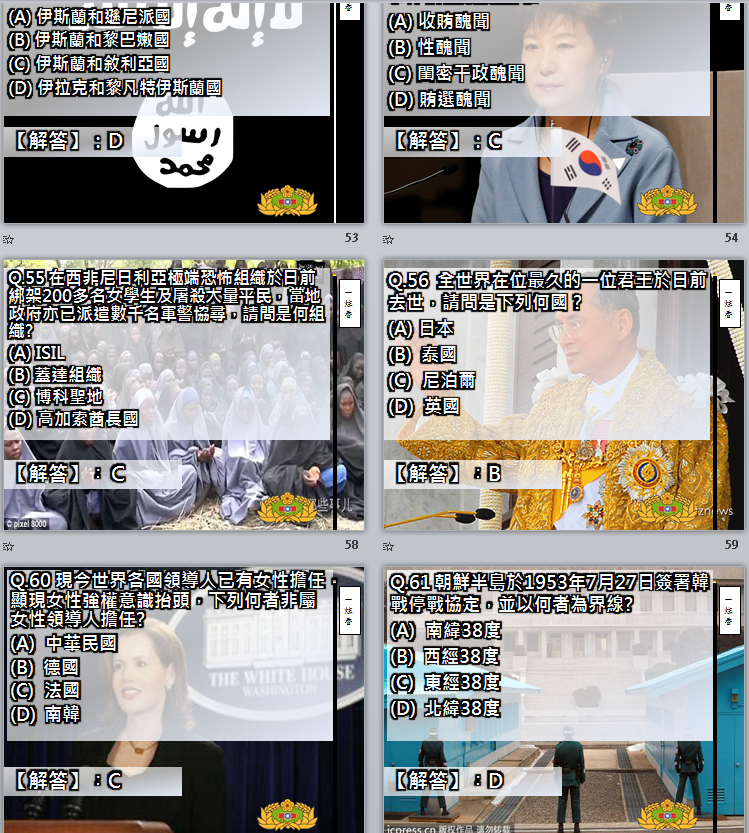 (A) 伊斯蘭和遜尼派國
(B) 伊斯蘭和黎巴嫩國
(C) 伊斯蘭和敘利亞國
(D) 伊拉克和黎凡特伊斯蘭國
【解答】：D
53
(A) 收賄醜聞
(B) 性醜聞
(C) 閨密干政醜聞
(D) 賄選醜聞
【解答】：C
54
Q.55 在西非尼日利亞極端恐怖組織於日前
綁架200多名女學生及屠殺大量平民，當地
政府亦已派遣數千名軍警協尋，請問是何組
織?
(A) ISIL
(B) 蓋達組織
(C) 博科聖地
(D) 高加索酋長國
【解答】： C
© pixel 8000
58
Q.56 全世界在位最久的一位君王於日前
去世，請問是下列何國？
(A) 日本
(B) 泰國
(C) 尼泊爾
(D) 英國
【解答】：B
59
Q.60 現今世界各國領導人已有女性擔任，
顯現女性強權意識抬頭，下列何者非屬
女性領導人擔任?
(A) 中華民國
(B) 德國
(C) 法國
(D) 南韓
THE WHITE HOUSE
WASHINGTON
【解答】：C
Q.61 朝鮮半島於1953年7月27日簽署韓
戰停戰協定，並以何者為界線?
(A) 南緯38度
(B) 西經38度
(C) 東經38度
(D) 北緯38度
【解答】：D
icpress.cn 版权作品 请勿转载